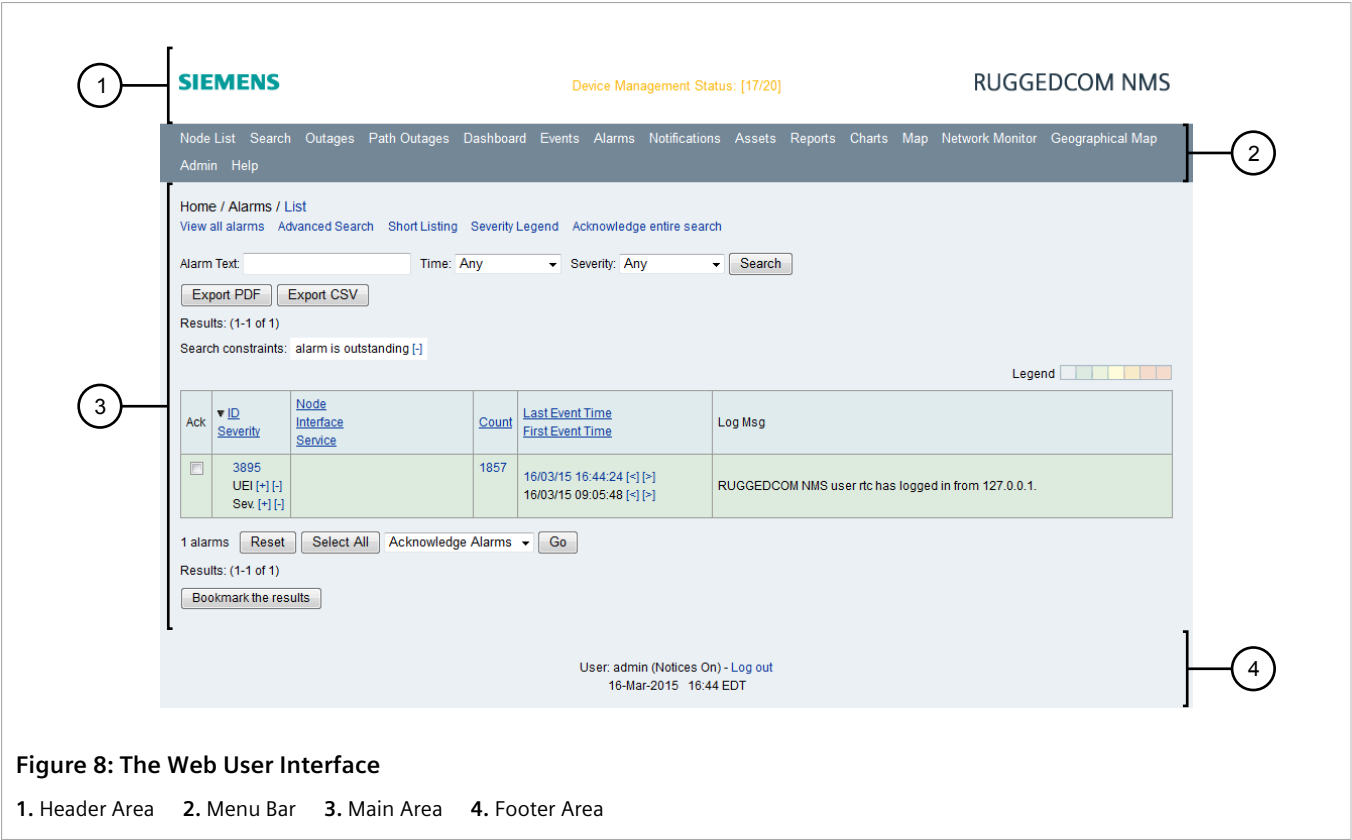 1
SIEMENS
Device Management Status: [17/20]
RUGGEDCOM NMS
Node List Search Outages Path Outages Dashboard Events Alarms Notifications Assets Reports Charts Map Network Monitor Geographical Map
Admin Help
2
Home / Alarms / List
View all alarms Advanced Search Short Listing Severity Legend Acknowledge entire search
Alarm Text: Time: Any Severity: Any Search
Export PDF Export CSV
Results: (1-1 of 1)
Search constraints: alarm is outstanding [-]
Legend
3
Ack ID Severity Node Interface Service Count Last Event Time First Event Time Log Msg
3895 1857
UEI [+] [-] 16/03/15 16:44:24 [<] [>]
Sev. [+] [-] 16/03/15 09:05:48 [<] [>]
RUGGEDCOM NMS user rtc has logged in from 127.0.0.1.
1 alarms Reset Select All Acknowledge Alarms Go
Results: (1-1 of 1)
Bookmark the results
User: admin (Notices On) - Log out
16-Mar-2015 16:44 EDT
4
Figure 8: The Web User Interface
1. Header Area 2. Menu Bar 3. Main Area 4. Footer Area